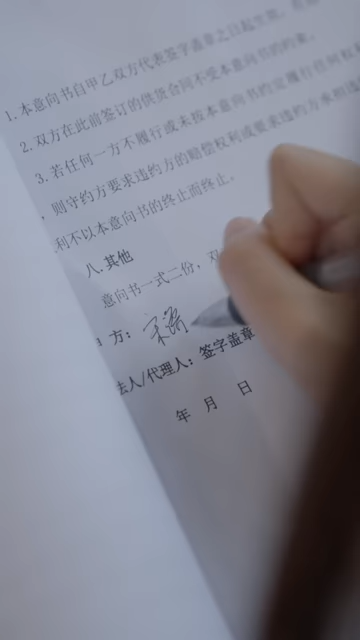 1. 本意向书自甲乙双方代表签字盖章之日起生效，
2. 双方在此前签订的供货合同不受本意向书的约束。
3. 若任何一方不履行或未按本意向书约定履行任何权
，则守约方要求违约方的赔偿权利或要求违约方承担违
利不以本意向书的终止而终止。
八. 其他
意向书一式二份，双
方：宋
法人/代理人：签字盖章
年 月 日